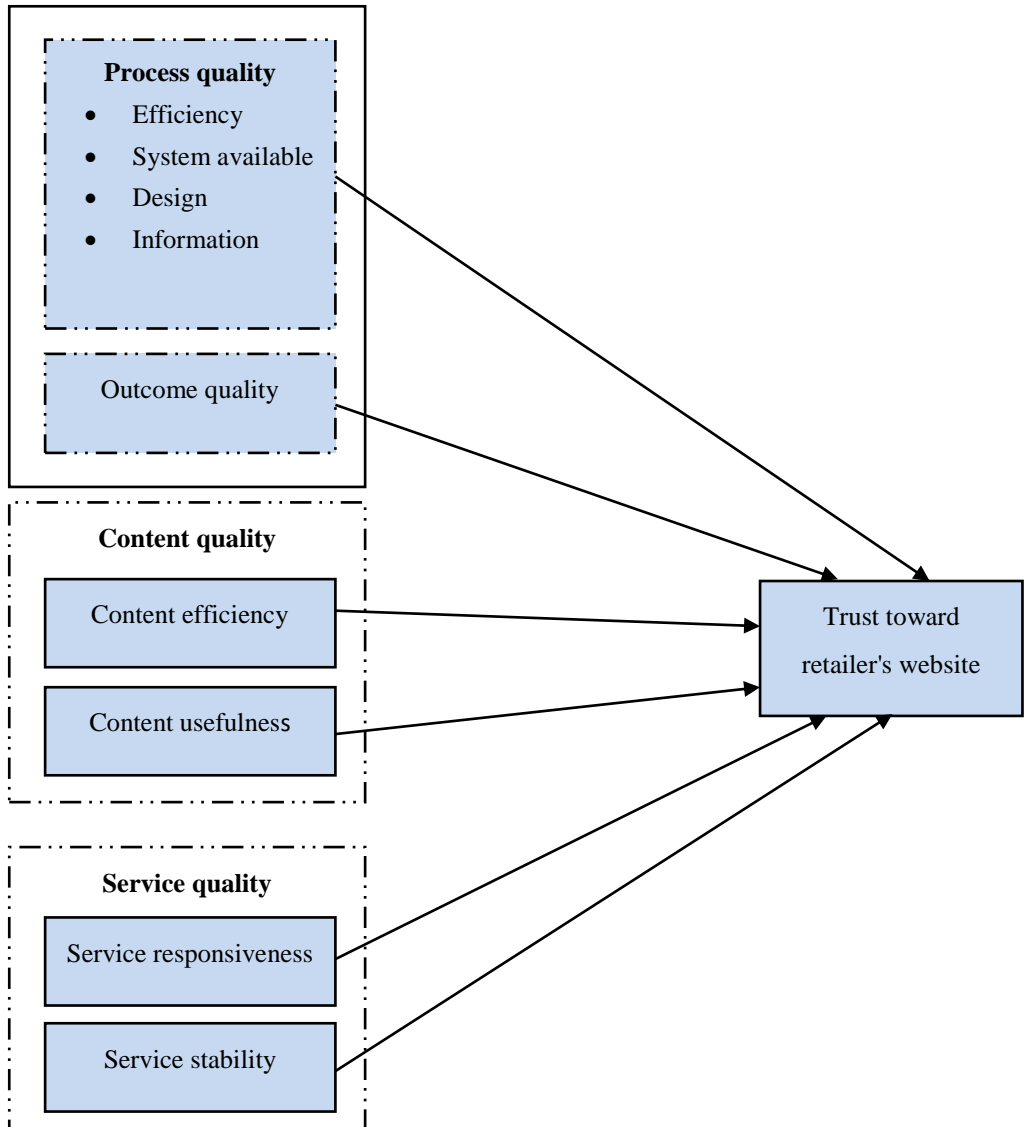 Process quality
• Efficiency
• System available
• Design
• Information
Outcome quality
Content quality
Content efficiency
Content usefulness
Trust toward
retailer's website
Service quality
Service responsiveness
Service stability